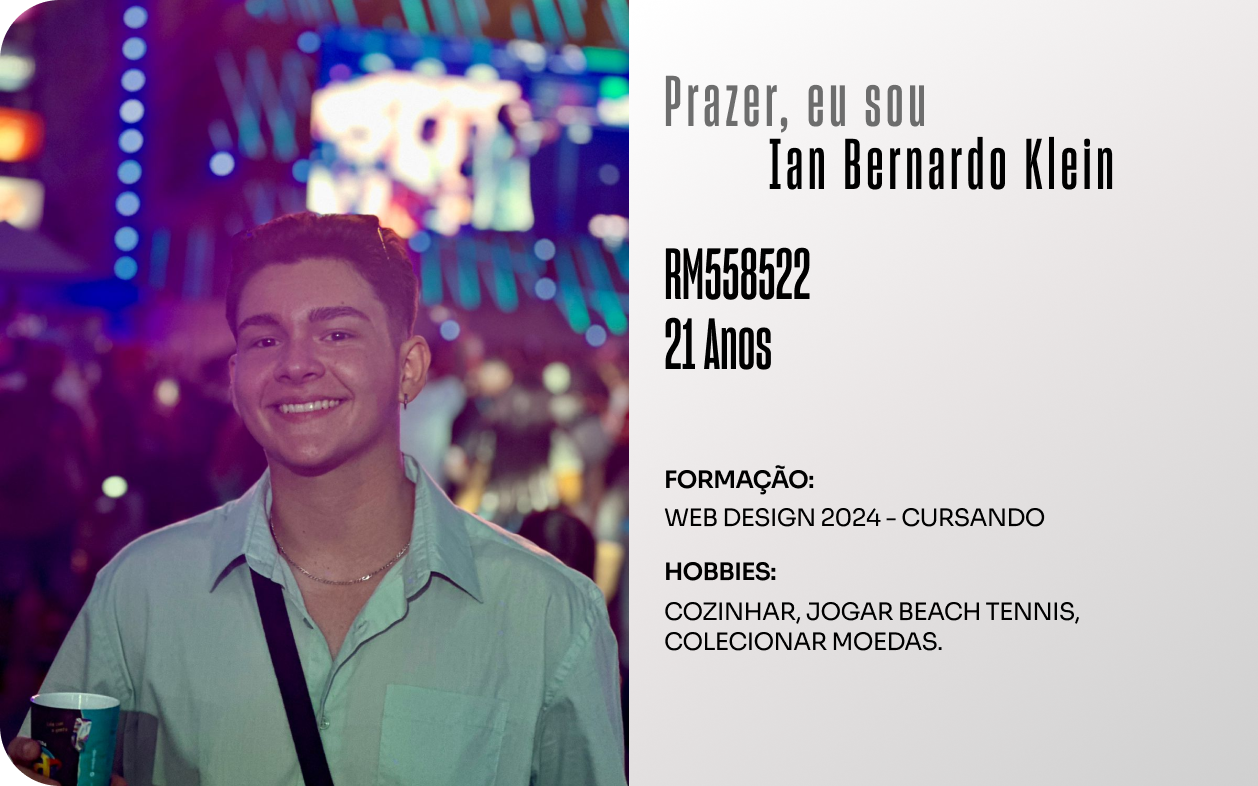 Prazer, eu sou
Ian Bernardo Klein
RM558522
21 Anos
FORMAÇÃO:
WEB DESIGN 2024 - CURSANDO
HOBBIES:
COZINHAR, JOGAR BEACH TENNIS,
COLECIONAR MOEDAS.